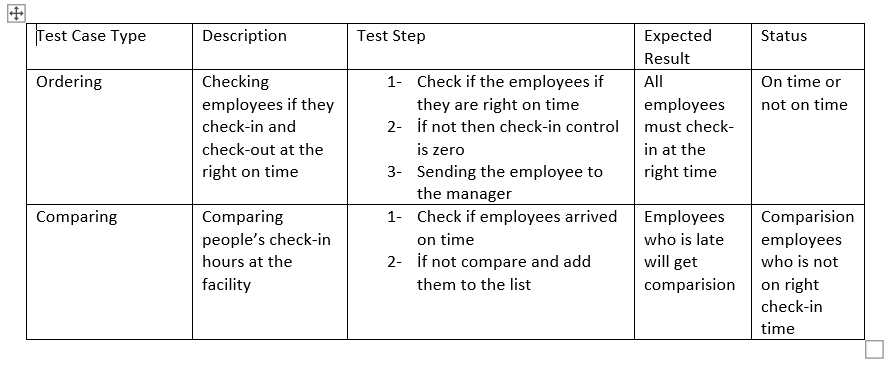 Test Case Type
Description
Test Step
Expected
Result
Status
Ordering
Checking
employees if they
check-in and
check-out at the
right on time
1- Check if the employees if
they are right on time
2- İf not then check-in control
is zero
3- Sending the employee to
the manager
All
employees
must check-
in at the
right time
On time or
not on time
Comparing
Comparing
people’s check-in
hours at the
facility
1- Check if employees arrived
on time
2- İf not compare and add
them to the list
Employees
who is late
will get
comparision
Comparision
employees
who is not
on right
check-in
time